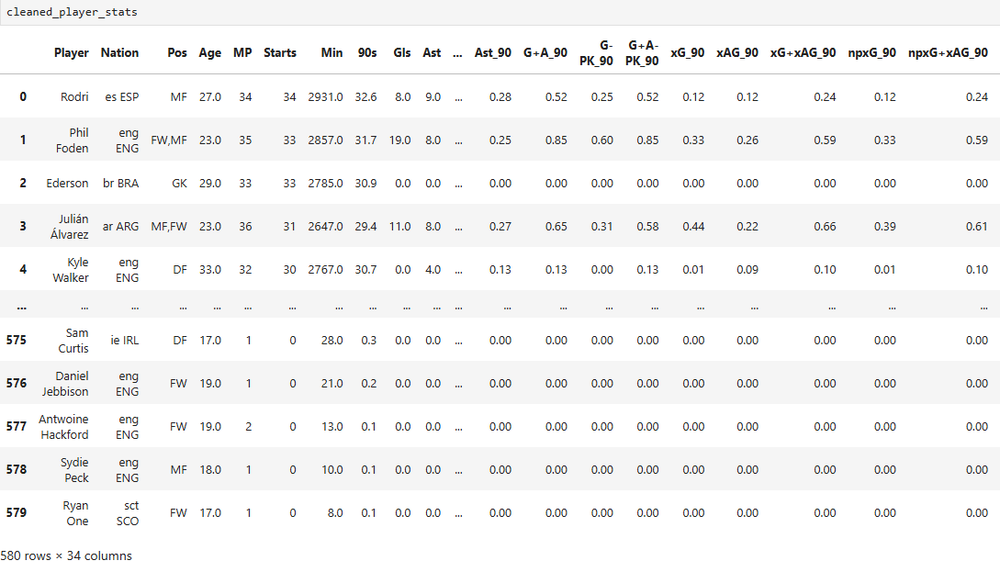 cleaned_player_stats
Player Nation Pos Age MP Starts Min 90s Gls Ast ... Ast_90 G+A_90 G-PK_90 G+A-PK_90 xG_90 xAG_90 xG+xAG_90 npxG_90 npxG+xAG_90
0 Rodri es ESP MF 27.0 34 34 2931.0 32.6 8.0 9.0 ... 0.28 0.52 0.25 0.52 0.12 0.12 0.24 0.12 0.24
1 Phil Foden eng ENG FW,MF 23.0 35 33 2857.0 31.7 19.0 8.0 ... 0.25 0.85 0.60 0.85 0.33 0.26 0.59 0.33 0.59
2 Ederson br BRA GK 29.0 33 33 2785.0 30.9 0.0 0.0 ... 0.00 0.00 0.00 0.00 0.00 0.00 0.00 0.00 0.00
3 Julián Álvarez ar ARG MF,FW 23.0 36 31 2647.0 29.4 11.0 8.0 ... 0.27 0.65 0.31 0.58 0.44 0.22 0.66 0.39 0.61
4 Kyle Walker eng ENG DF 33.0 32 30 2767.0 30.7 0.0 4.0 ... 0.13 0.13 0.00 0.13 0.01 0.09 0.10 0.01 0.10
... ... ... ... ... ... ... ... ... ... ... ... ... ... ... ... ... ... ... ... ...
575 Sam Curtis ie IRL DF 17.0 1 0 28.0 0.3 0.0 0.0 ... 0.00 0.00 0.00 0.00 0.00 0.00 0.00 0.00 0.00
576 Daniel Jebbison eng ENG FW 19.0 1 0 21.0 0.2 0.0 0.0 ... 0.00 0.00 0.00 0.00 0.00 0.00 0.00 0.00 0.00
577 Antwoine Hackford eng ENG FW 19.0 2 0 13.0 0.1 0.0 0.0 ... 0.00 0.00 0.00 0.00 0.00 0.00 0.00 0.00 0.00
578 Sydie Peck eng ENG MF 18.0 1 0 10.0 0.1 0.0 0.0 ... 0.00 0.00 0.00 0.00 0.00 0.00 0.00 0.00 0.00
579 Ryan One sct SCO FW 17.0 1 0 8.0 0.1 0.0 0.0 ... 0.00 0.00 0.00 0.00 0.00 0.00 0.00 0.00 0.00
580 rows × 34 columns